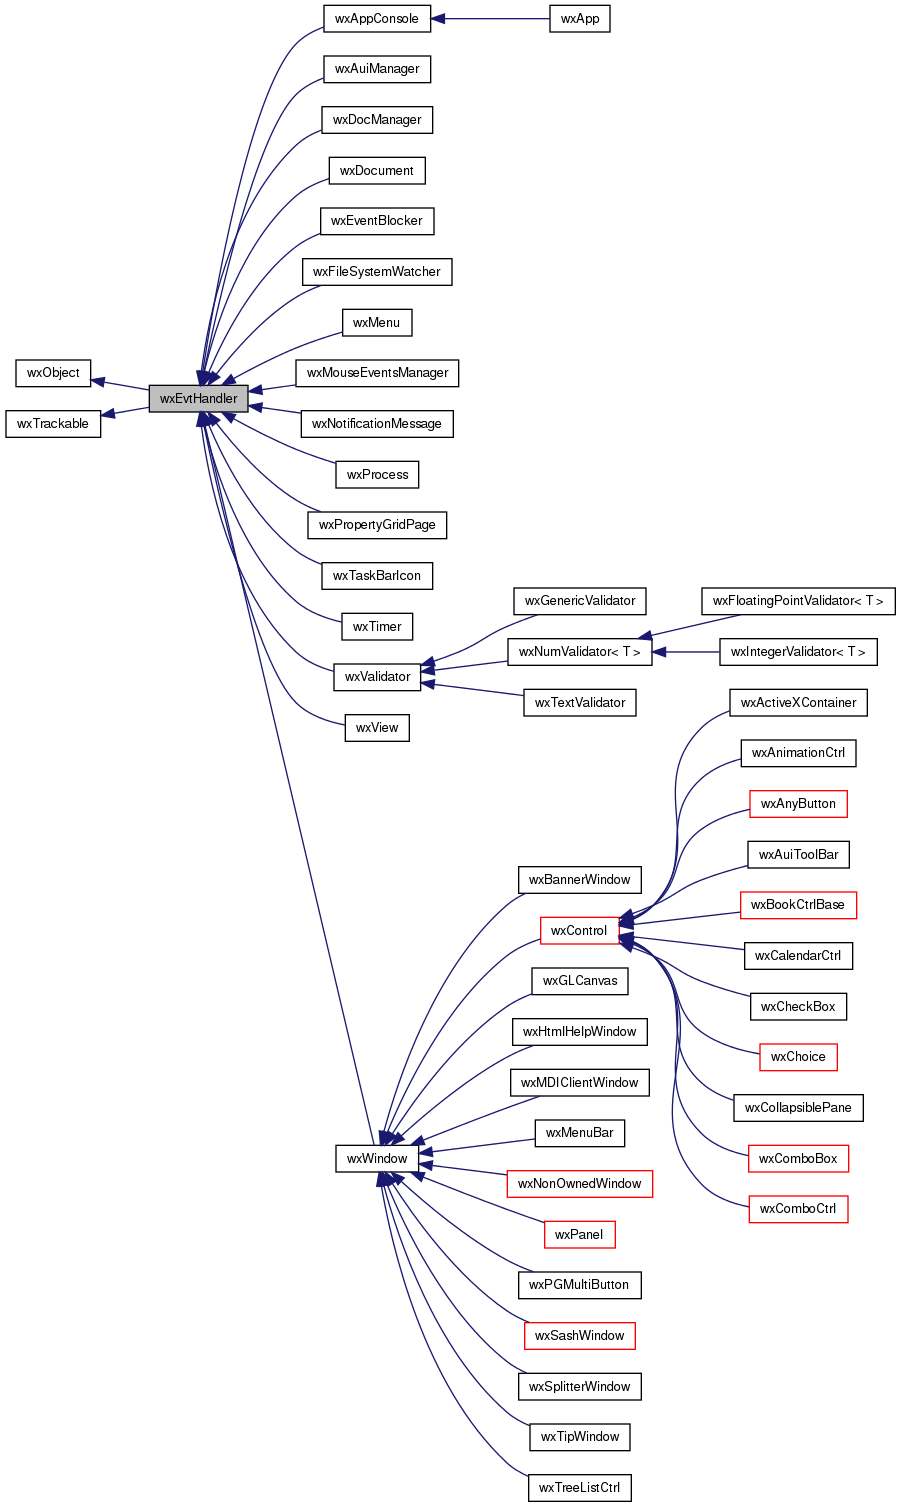 wxAppConsole
wxApp
wxAuiManager
wxDocManager
wxDocument
wxEventBlocker
wxFileSystemWatcher
wxMenu
wxObject
wxMouseEventsManager
wxEvtHandler
wxTrackable
wxNotificationMessage
wxProcess
wxPropertyGridPage
wxTaskBarIcon
wxTimer
wxValidator
wxView
wxGenericValidator
wxNumValidator< T >
wxTextValidator
wxFloatingPointValidator< T >
wxIntegerValidator< T >
wxWindow
wxBannerWindow
wxControl
wxGLCanvas
wxHtmlHelpWindow
wxMDIClientWindow
wxMenuBar
wxNonOwnedWindow
wxPanel
wxPGMultiButton
wxSashWindow
wxSplitterWindow
wxTipWindow
wxTreeListCtrl
wxActiveXContainer
wxAnimationCtrl
wxAnyButton
wxAuiToolBar
wxBookCtrlBase
wxCalendarCtrl
wxCheckBox
wxChoice
wxCollapsiblePane
wxComboBox
wxComboCtrl